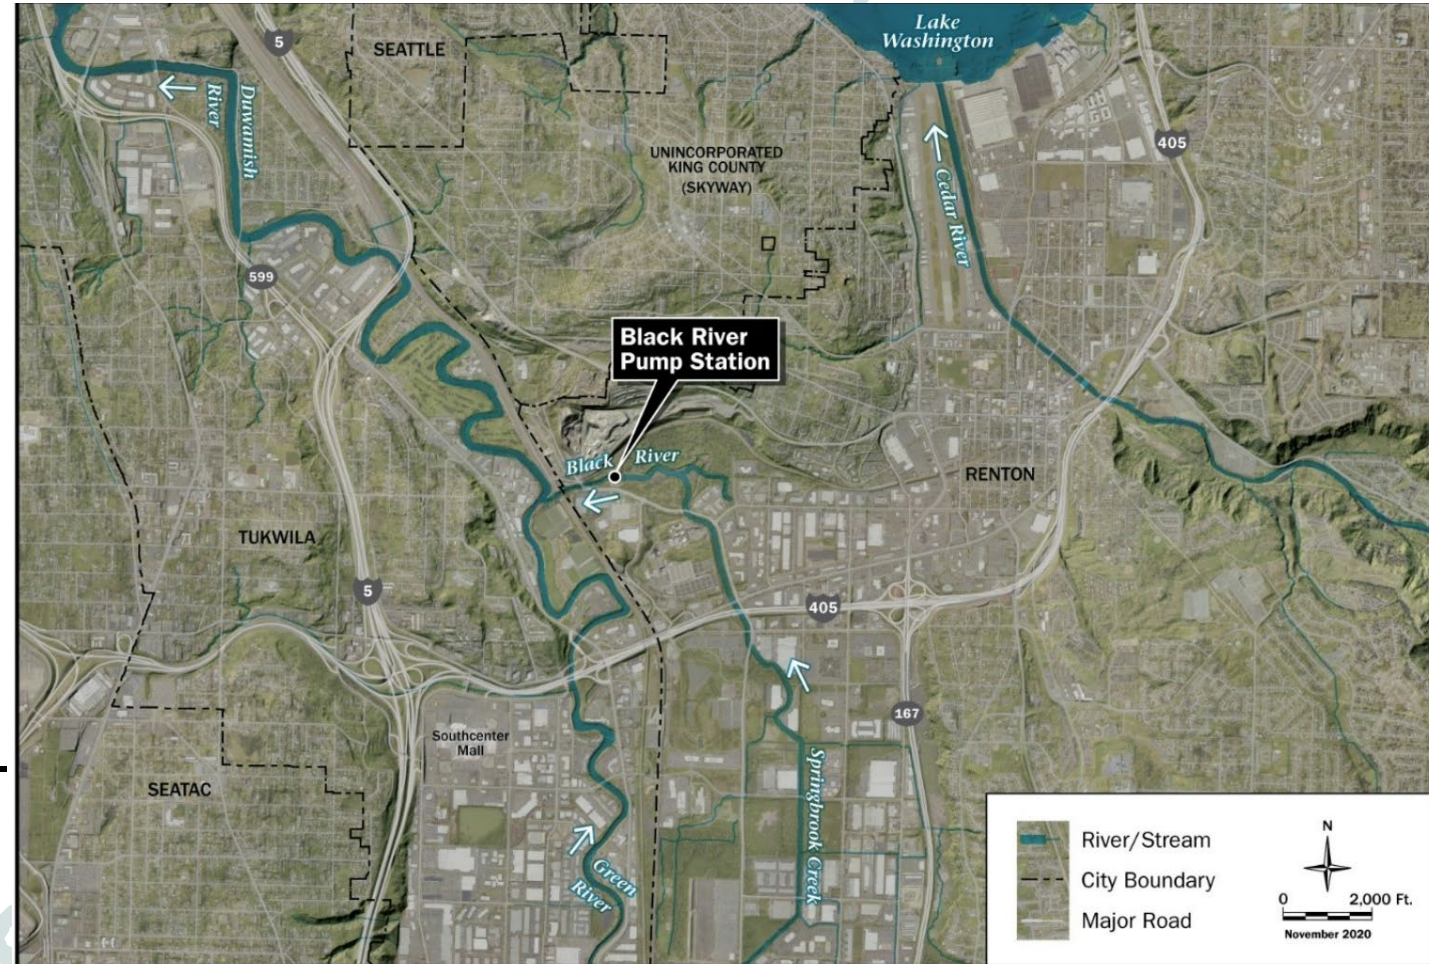 Lake
Washington
5
SEATTLE
Duwamish
River
405
UNINCORPORATED
KING COUNTY
(SKYWAY)
Cedar River
599
Black River
Pump Station
Black River
RENTON
TUKWILA
5
405
167
Southcenter
Mall
Springbrook Creek
SEATAC
Green
River
River/Stream
City Boundary
Major Road
N
0 2,000 Ft.
November 2020